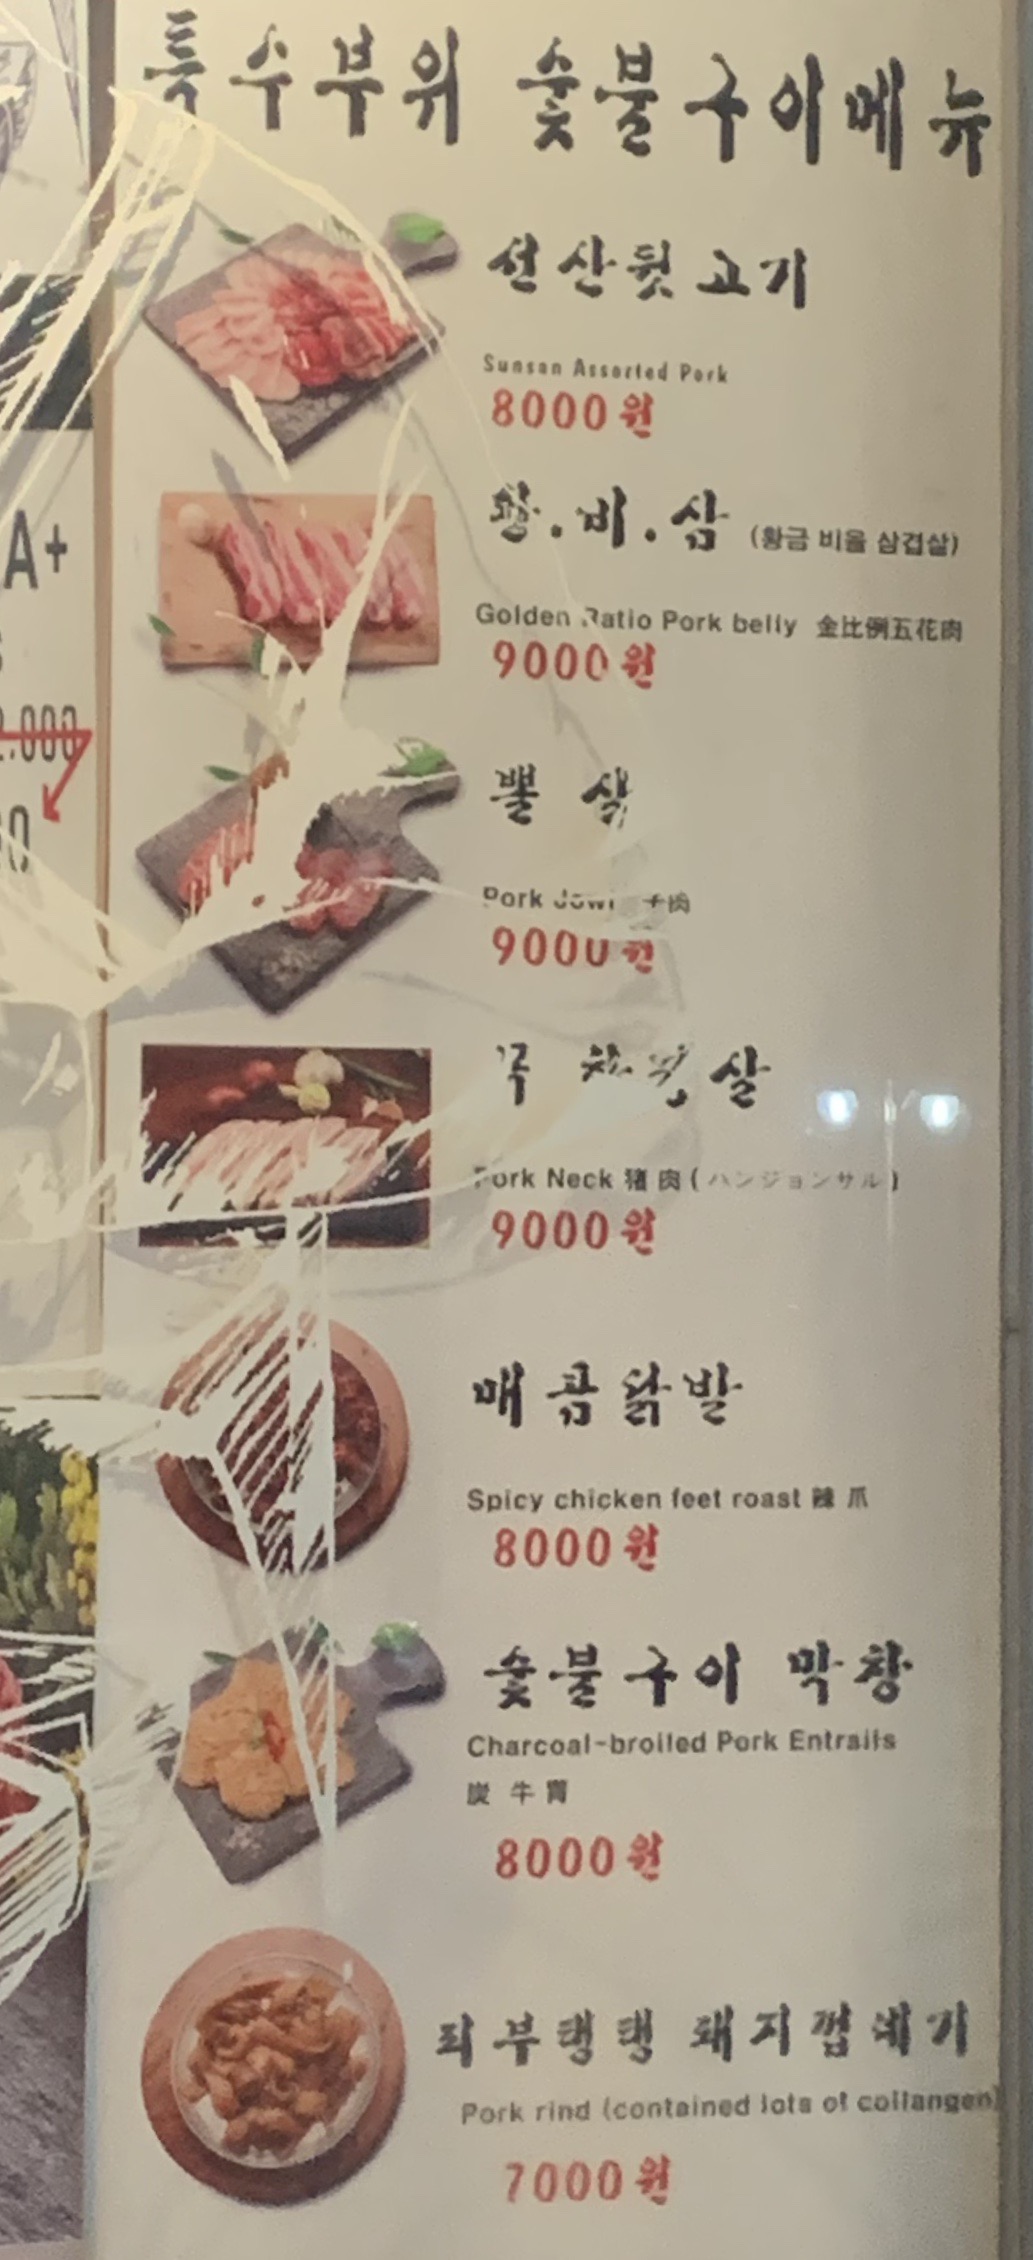 특수부위 숯불구이메뉴
선산뒷고기
Sunsan Assorted Pork
8000원
A+
황.비.삼 (황금 비율 삼겹살)
Golden Ratio Pork belly 金比例五花肉
9000원
뽈 살
Pork Jowl 肉
9000원
살
Pork Neck 猪肉(ハンジョンサル)
9000원
매콤닭발
Spicy chicken feet roast 辣爪
8000원
숯불구이 막창
Charcoal-broiled Pork Entrails
炭 牛胃
8000원
피부탱탱 돼지껍데기
Pork rind (contained lots of collangen)
7000원